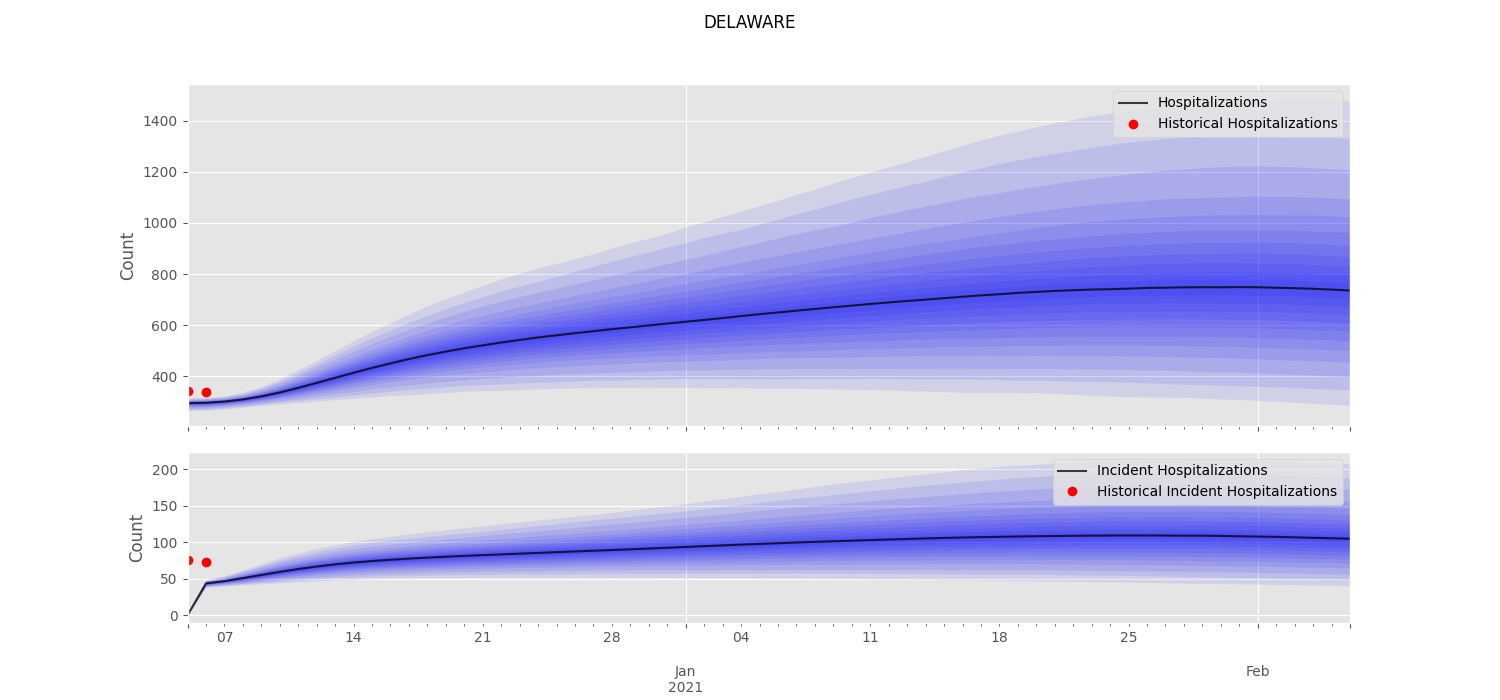 DELAWARE
Hospitalizations
Historical Hospitalizations
Count
1400
1200
1000
800
600
400
Incident Hospitalizations
Historical Incident Hospitalizations
Count
200
150
100
50
0
07 14 21 28 04 11 18 25
Jan Feb
2021